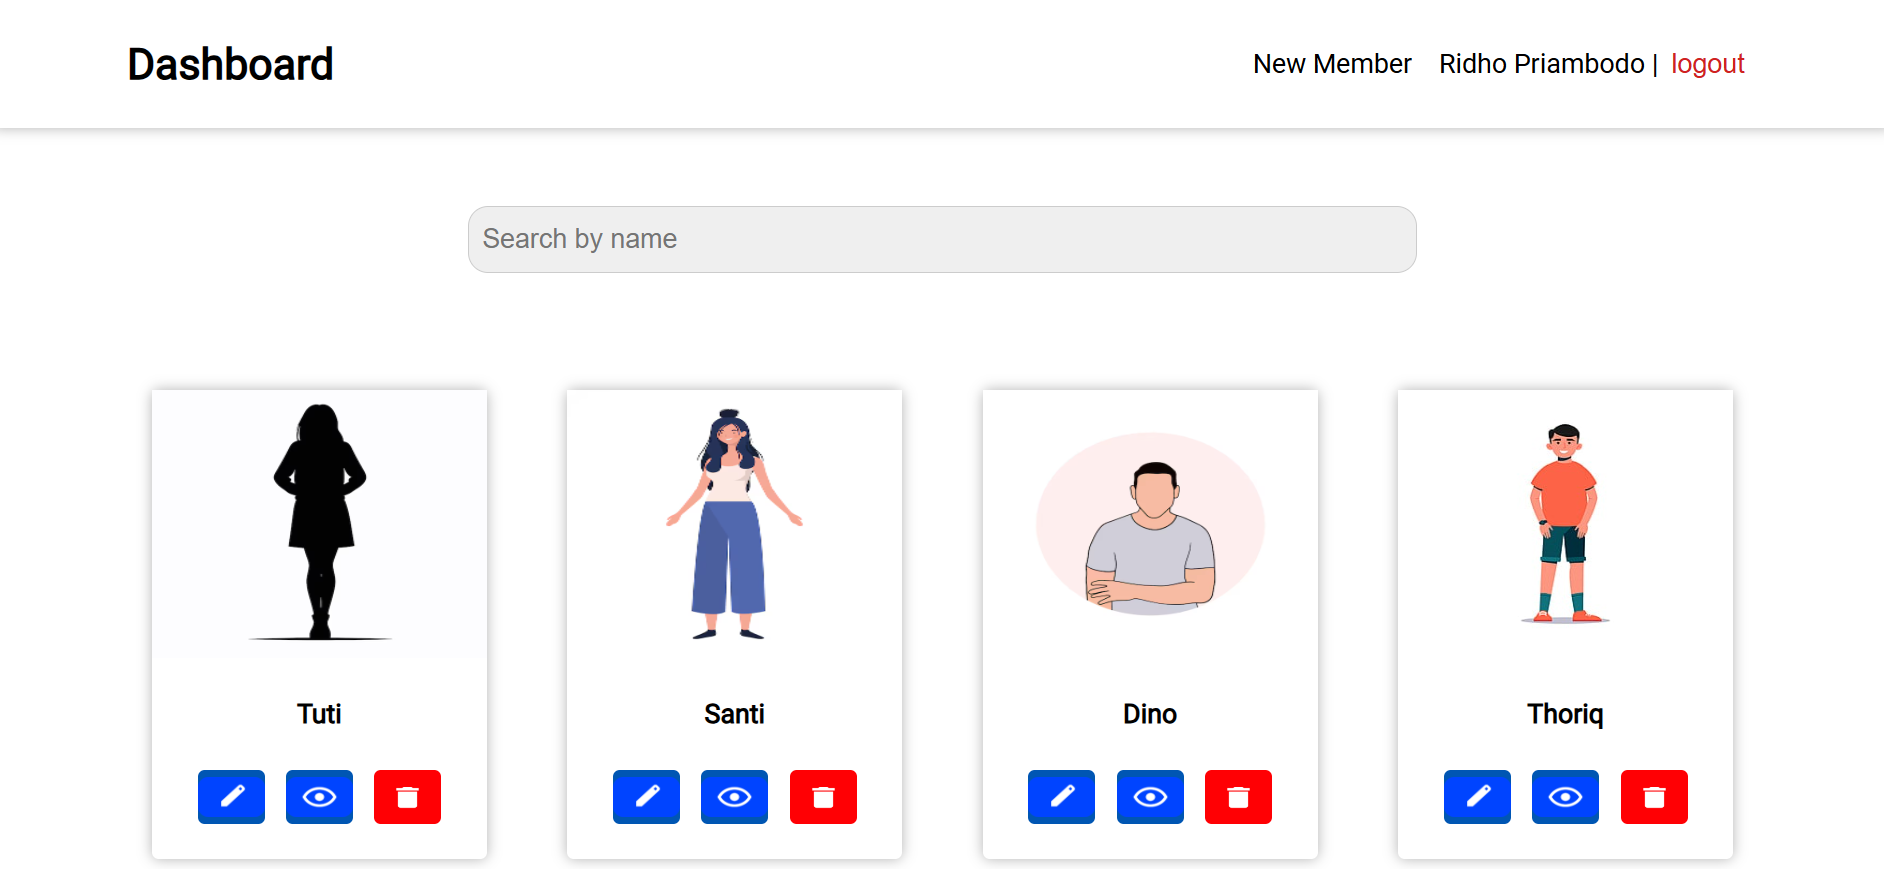 Dashboard
New Member Ridho Priambodo | logout
Search by name
Tuti
Santi
Dino
Thoriq